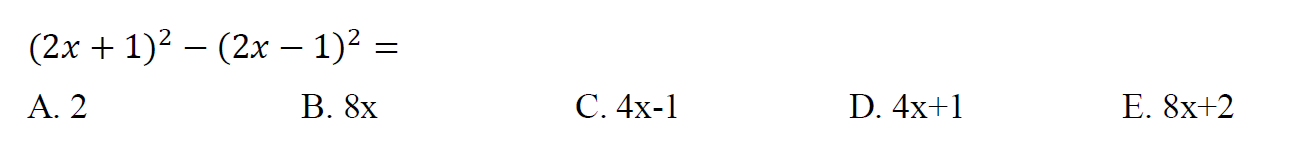 (2x + 1)² − (2x − 1)² =
A. 2 B. 8x C. 4x-1 D. 4x+1 E. 8x+2